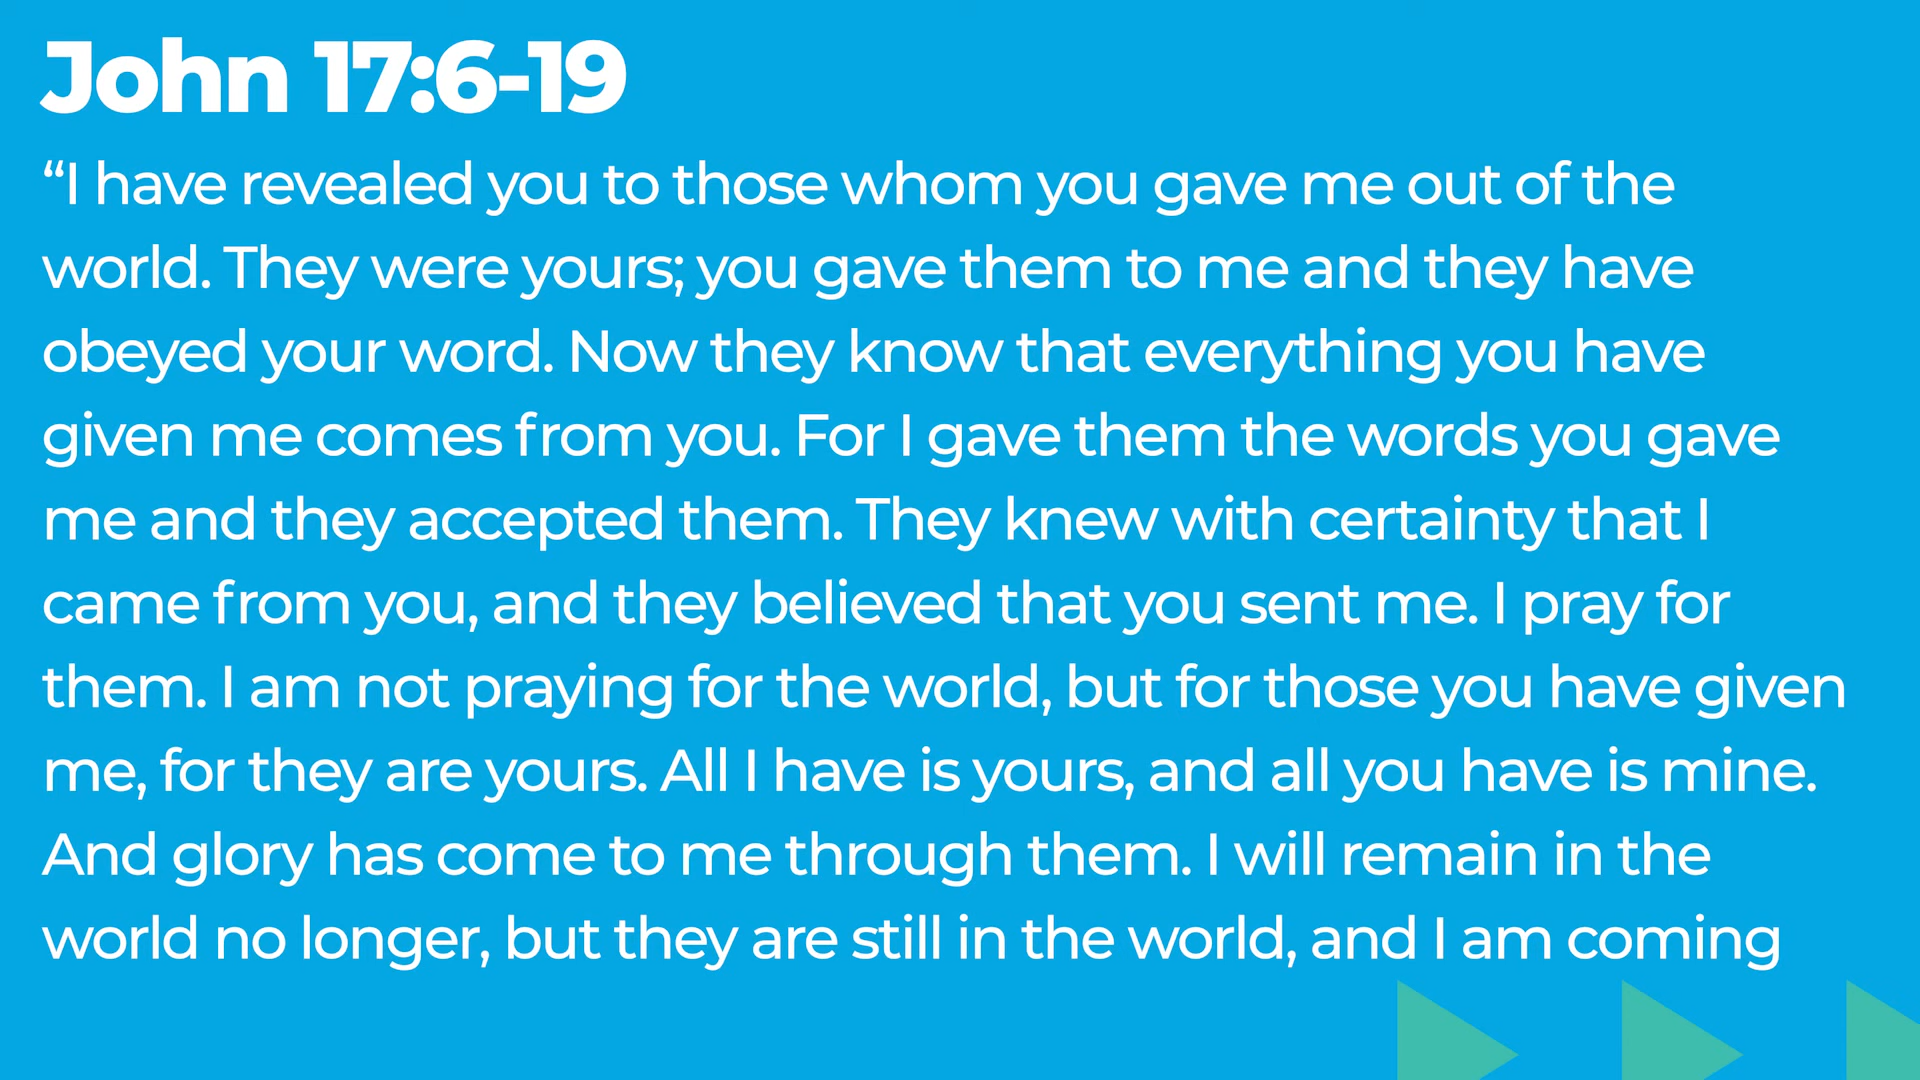 John 17:6-19
“I have revealed you to those whom you gave me out of the
world. They were yours; you gave them to me and they have
obeyed your word. Now they know that everything you have
given me comes from you. For I gave them the words you gave
me and they accepted them. They knew with certainty that I
came from you, and they believed that you sent me. I pray for
them. I am not praying for the world, but for those you have given
me, for they are yours. All I have is yours, and all you have is mine.
And glory has come to me through them. I will remain in the
world no longer, but they are still in the world, and I am coming